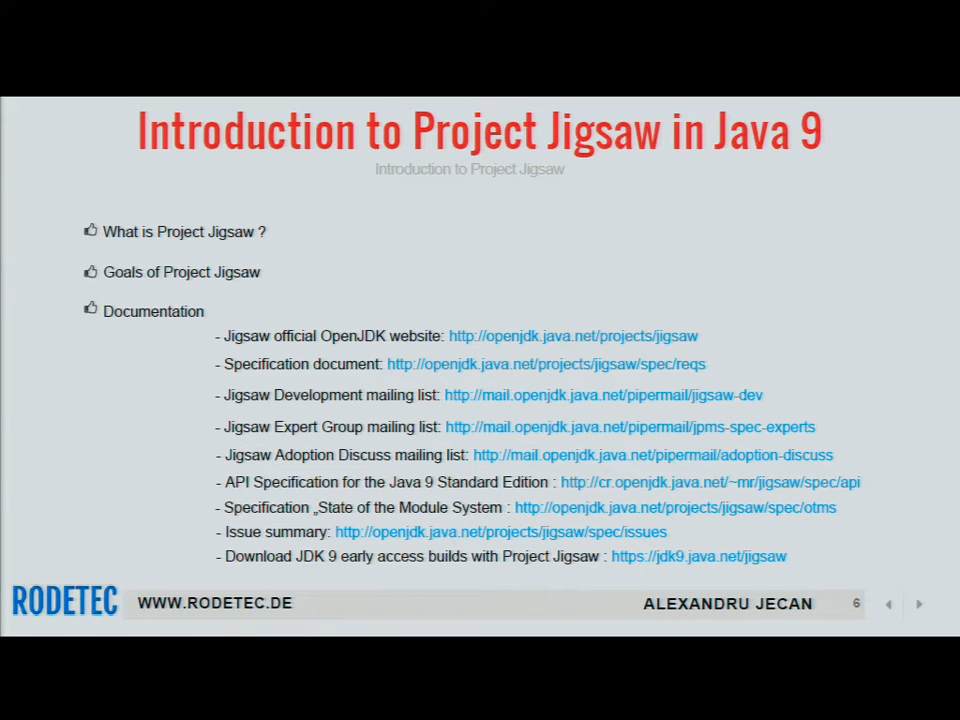 Introduction to Project Jigsaw in Java 9
Introduction to Project Jigsaw
What is Project Jigsaw ?
Goals of Project Jigsaw
Documentation
- Jigsaw official OpenJDK website: http://openjdk.java.net/projects/jigsaw
- Specification document: http://openjdk.java.net/projects/jigsaw/spec/reqs
- Jigsaw Development mailing list: http://mail.openjdk.java.net/pipermail/jigsaw-dev
- Jigsaw Expert Group mailing list: http://mail.openjdk.java.net/pipermail/jpms-spec-experts
- Jigsaw Adoption Discuss mailing list: http://mail.openjdk.java.net/pipermail/adoption-discuss
- API Specification for the Java 9 Standard Edition : http://cr.openjdk.java.net/~mr/jigsaw/spec/api
- Specification „State of the Module System : http://openjdk.java.net/projects/jigsaw/spec/otms
- Issue summary: http://openjdk.java.net/projects/jigsaw/spec/issues
- Download JDK 9 early access builds with Project Jigsaw : https://jdk9.java.net/jigsaw
RODETEC WWW.RODETEC.DE ALEXANDRU JECAN 6